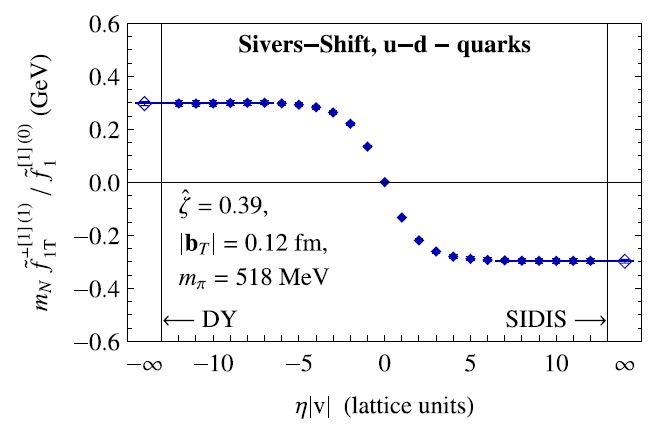 Sivers−Shift, u−d − quarks
m_N f̃_{1T}^{⊥[1](1)} / f̃_1^{[1](0)} (GeV)
0.6
0.4
0.2
0.0
−0.2
−0.4
−0.6
ζ̂ = 0.39,
|b_T| = 0.12 fm,
m_π = 518 MeV
← DY
SIDIS →
−∞ −10 −5 0 5 10 ∞
η|v| (lattice units)